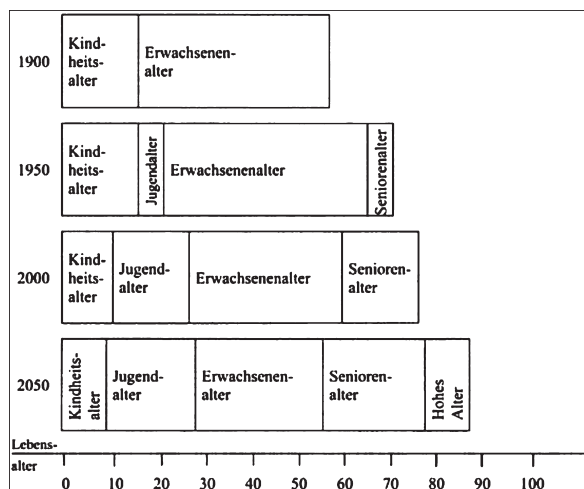 1900
Kind-
heits-
alter
Erwachsenen-
alter
1950
Kind-
heits-
alter
Jugendalter
Erwachsenenalter
Seniorenalter
2000
Kind-
heits-
alter
Jugend-
alter
Erwachsenenalter
Senioren-
alter
2050
Kindheits-
alter
Jugend-
alter
Erwachsenen-
alter
Senioren-
alter
Hohes
Alter
Lebens-
alter
0 10 20 30 40 50 60 70 80 90 100